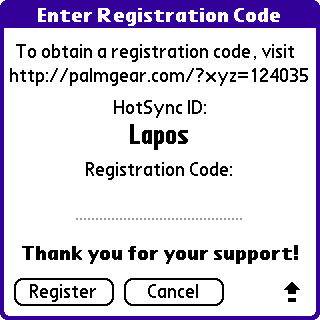 Enter Registration Code
To obtain a registration code, visit
http://palmgear.com/?xyz=124035
HotSync ID:
Lapos
Registration Code:
Thank you for your support!
Register
Cancel